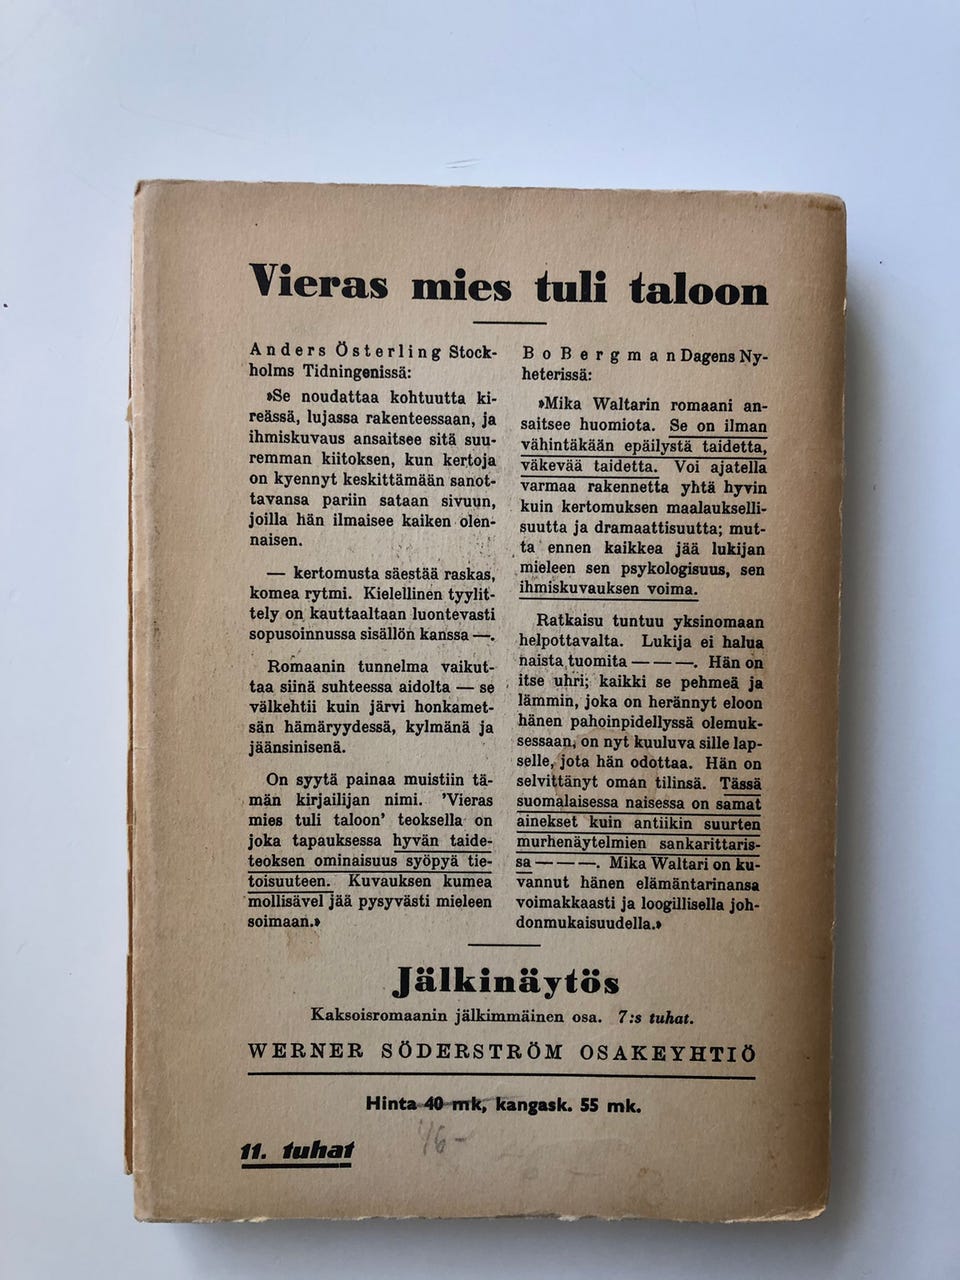 Vieras mies tuli taloon
Anders Österling Stock-
holms Tidningenissä:
»Se noudattaa kohtuutta ki-
reässä, lujassa rakenteessaan, ja
ihmiskuvaus ansaitsee sitä suu-
remman kiitoksen, kun kertoja
on kyennyt keskittämään sanot-
tavansa pariin sataan sivuun,
joilla hän ilmaisee kaiken olen-
naisen.
— kertomusta säestää raskas,
komea rytmi. Kielellinen tyylit-
tely on kauttaaltaan luontevasti
sopusoinnussa sisällön kanssa —.
Romaanin tunnelma vaikut-
taa siinä suhteessa aidolta — se
välkehtii kuin järvi honkamet-
sän hämäryydessä, kylmänä ja
jäänsinisenä.
On syytä painaa muistiin tä-
män kirjailijan nimi. 'Vieras
mies tuli taloon' teoksella on
joka tapauksessa hyvän taide-
teoksen ominaisuus syöpyä tie-
toisuuteen. Kuvauksen kumea
mollisävel jää pysyvästi mieleen
soimaan.»
Bo Bergman Dagens Ny-
heterissä:
»Mika Waltarin romaani an-
saitsee huomiota. Se on ilman
vähintäkään epäilystä taidetta,
väkevää taidetta. Voi ajatella
varmaa rakennetta yhtä hyvin
kuin kertomuksen maalaukselli-
suutta ja dramaattisuutta; mut-
ta ennen kaikkea jää lukijan
mieleen sen psykologisuus, sen
ihmiskuvauksen voima.
Ratkaisu tuntuu yksinomaan
helpottavalta. Lukija ei halua
naista tuomita — — —. Hän on
itse uhri; kaikki se pehmeä ja
lämmin, joka on herännyt eloon
hänen pahoinpidellyssä olemuk-
sessaan, on nyt kuuluva sille lap-
selle, jota hän odottaa. Hän on
selvittänyt oman tilinsä. Tässä
suomalaisessa naisessa on samat
ainekset kuin antiikin suurten
murhenäytelmien sankarittaris-
sa — — —. Mika Waltari on ku-
vannut hänen elämäntarinansa
voimakkaasti ja loogillisella joh-
donmukaisuudella.»
Jälkinäytös
Kaksoisromaanin jälkimmäinen osa. 7:s tuhat.
WERNER SÖDERSTRÖM OSAKEYHTIÖ
Hinta 40 mk, kangask. 55 mk.
46-
11. tuhat